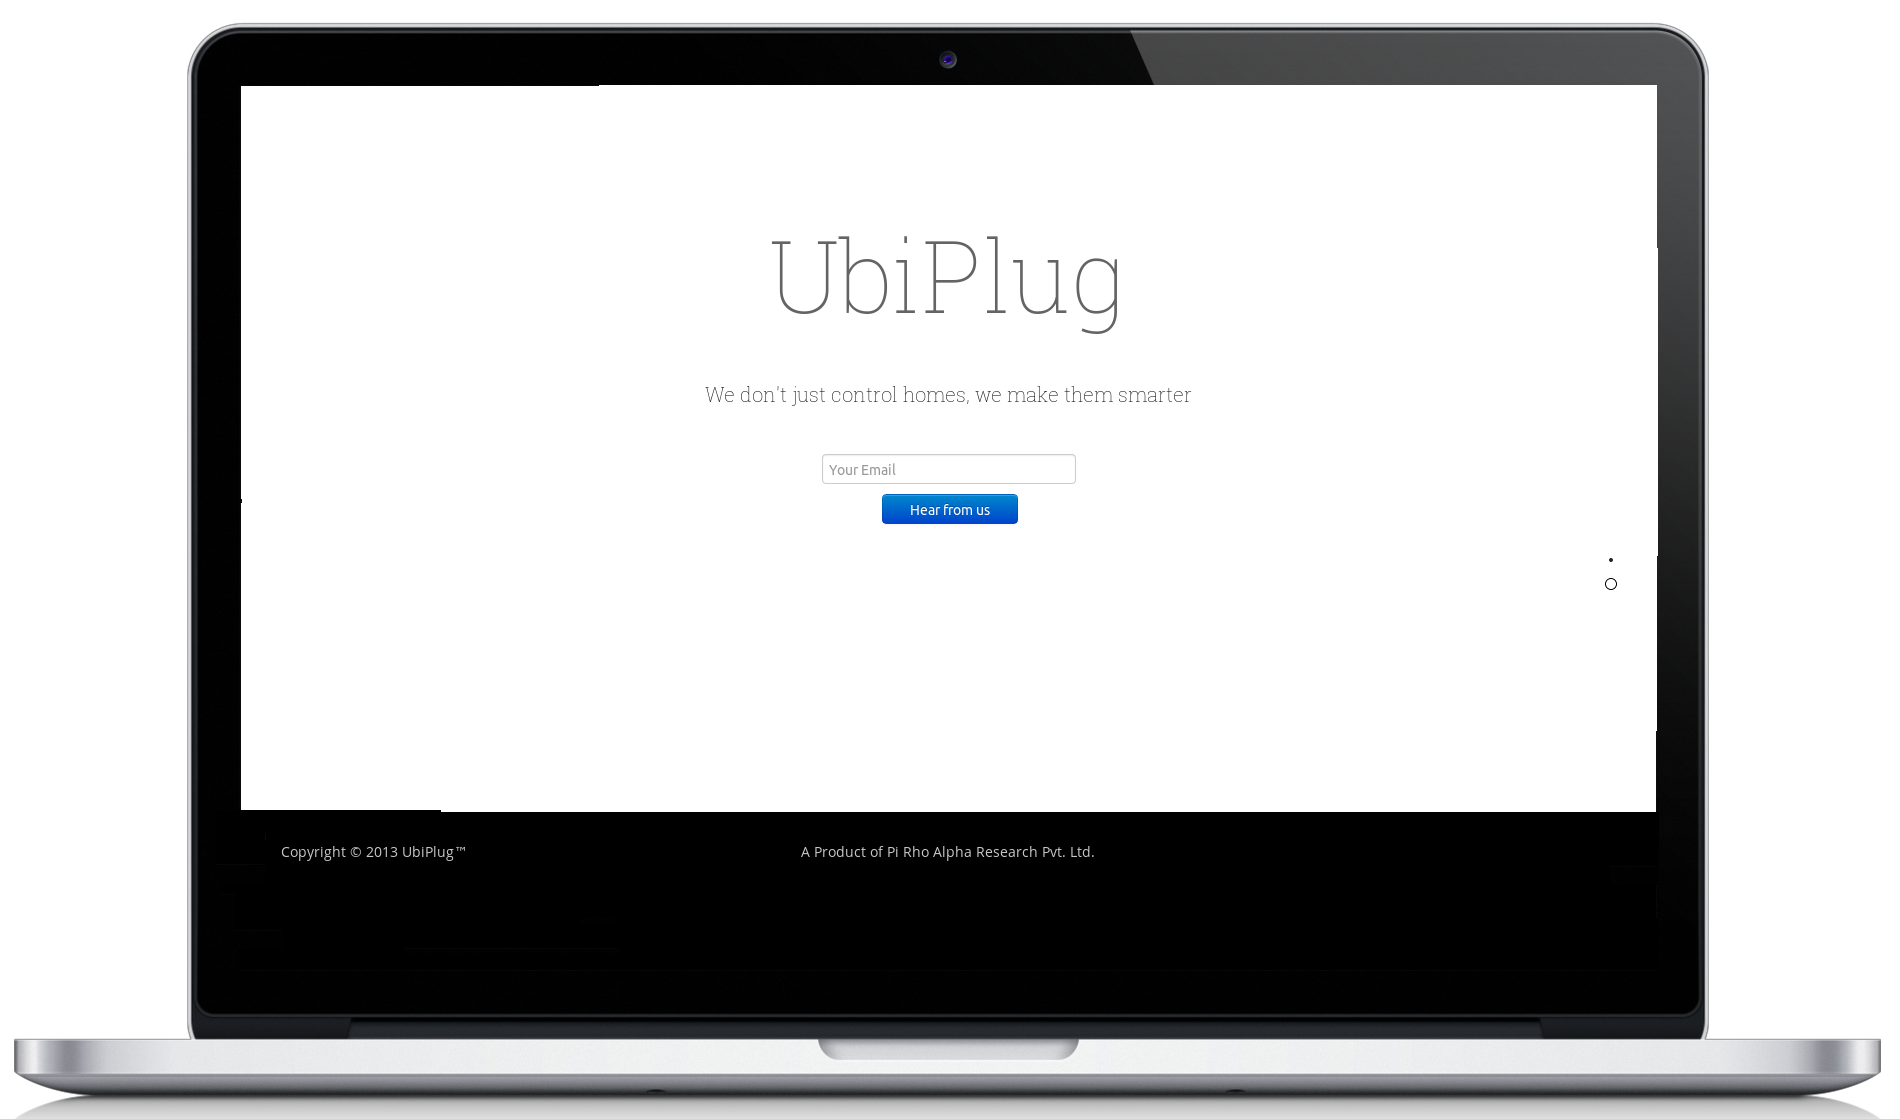 UbiPlug
We don't just control homes, we make them smarter
Your Email
Hear from us
Copyright © 2013 UbiPlug™
A Product of Pi Rho Alpha Research Pvt. Ltd.